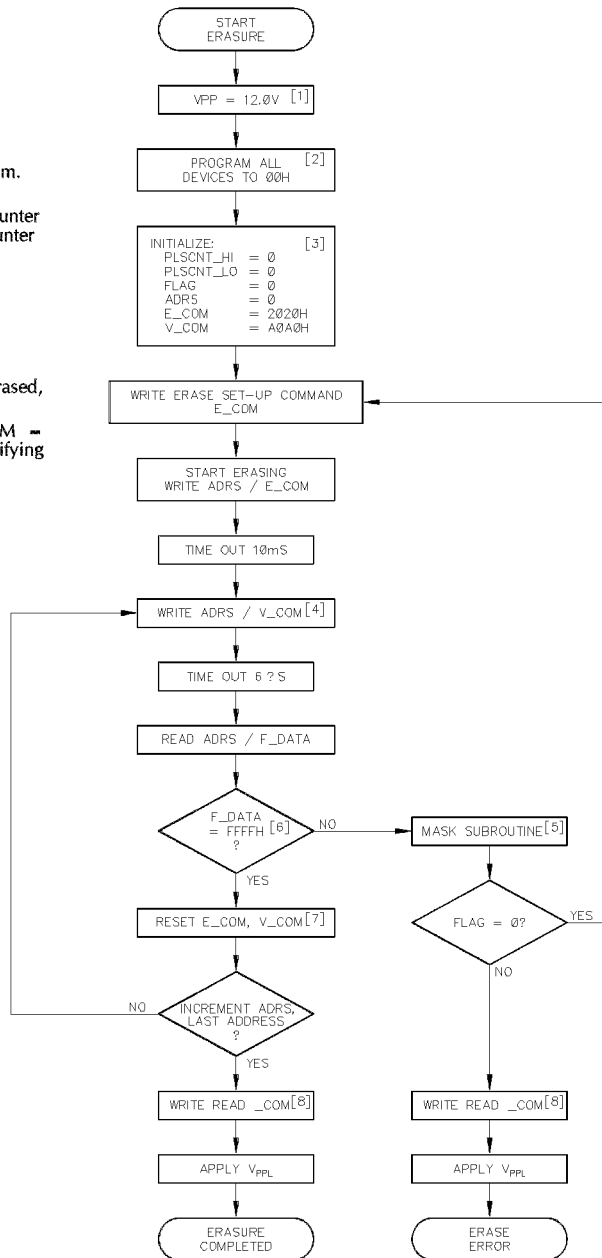 START
ERASURE
VPP = 12.0V [1]
PROGRAM ALL [2]
DEVICES TO 00H
m.
unter
unter
INITIALIZE: [3]
PLSCNT_HI = 0
PLSCNT_LO = 0
FLAG = 0
ADRS = 0
E_COM = 2020H
V_COM = A0A0H
rased,
M –
ifying
WRITE ERASE SET-UP COMMAND
E_COM
START ERASING
WRITE ADRS / E_COM
TIME OUT 10mS
WRITE ADRS / V_COM[4]
TIME OUT 6?S
READ ADRS / F_DATA
F_DATA
= FFFFH [6]
?
NO
MASK SUBROUTINE[5]
YES
RESET E_COM, V_COM[7]
FLAG = 0?
YES
NO
NO
INCREMENT ADRS,
LAST ADDRESS
?
YES
WRITE READ _COM[8]
WRITE READ _COM[8]
APPLY VPPL
APPLY VPPL
ERASURE
COMPLETED
ERASE
ERROR